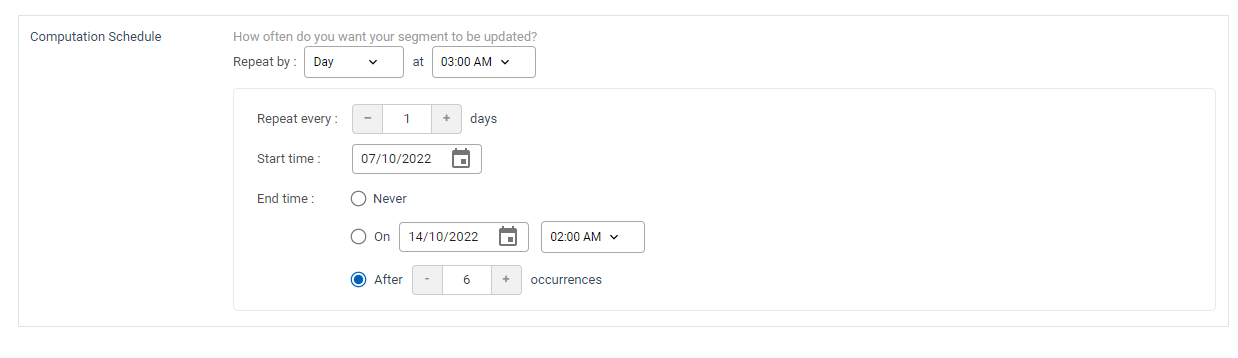 Computation Schedule
How often do you want your segment to be updated?
Repeat by : Day at 03:00 AM
Repeat every : − 1 + days
Start time : 07/10/2022
End time : Never
On 14/10/2022 02:00 AM
After - 6 + occurrences